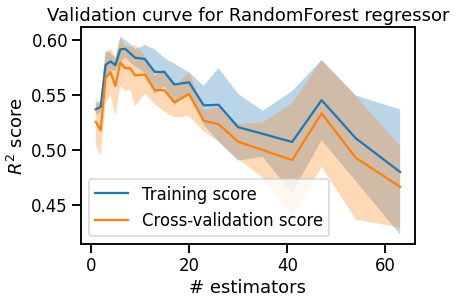 Validation curve for RandomForest regressor
0.60
0.55
0.50
0.45
R² score
Training score
Cross-validation score
0 20 40 60
# estimators